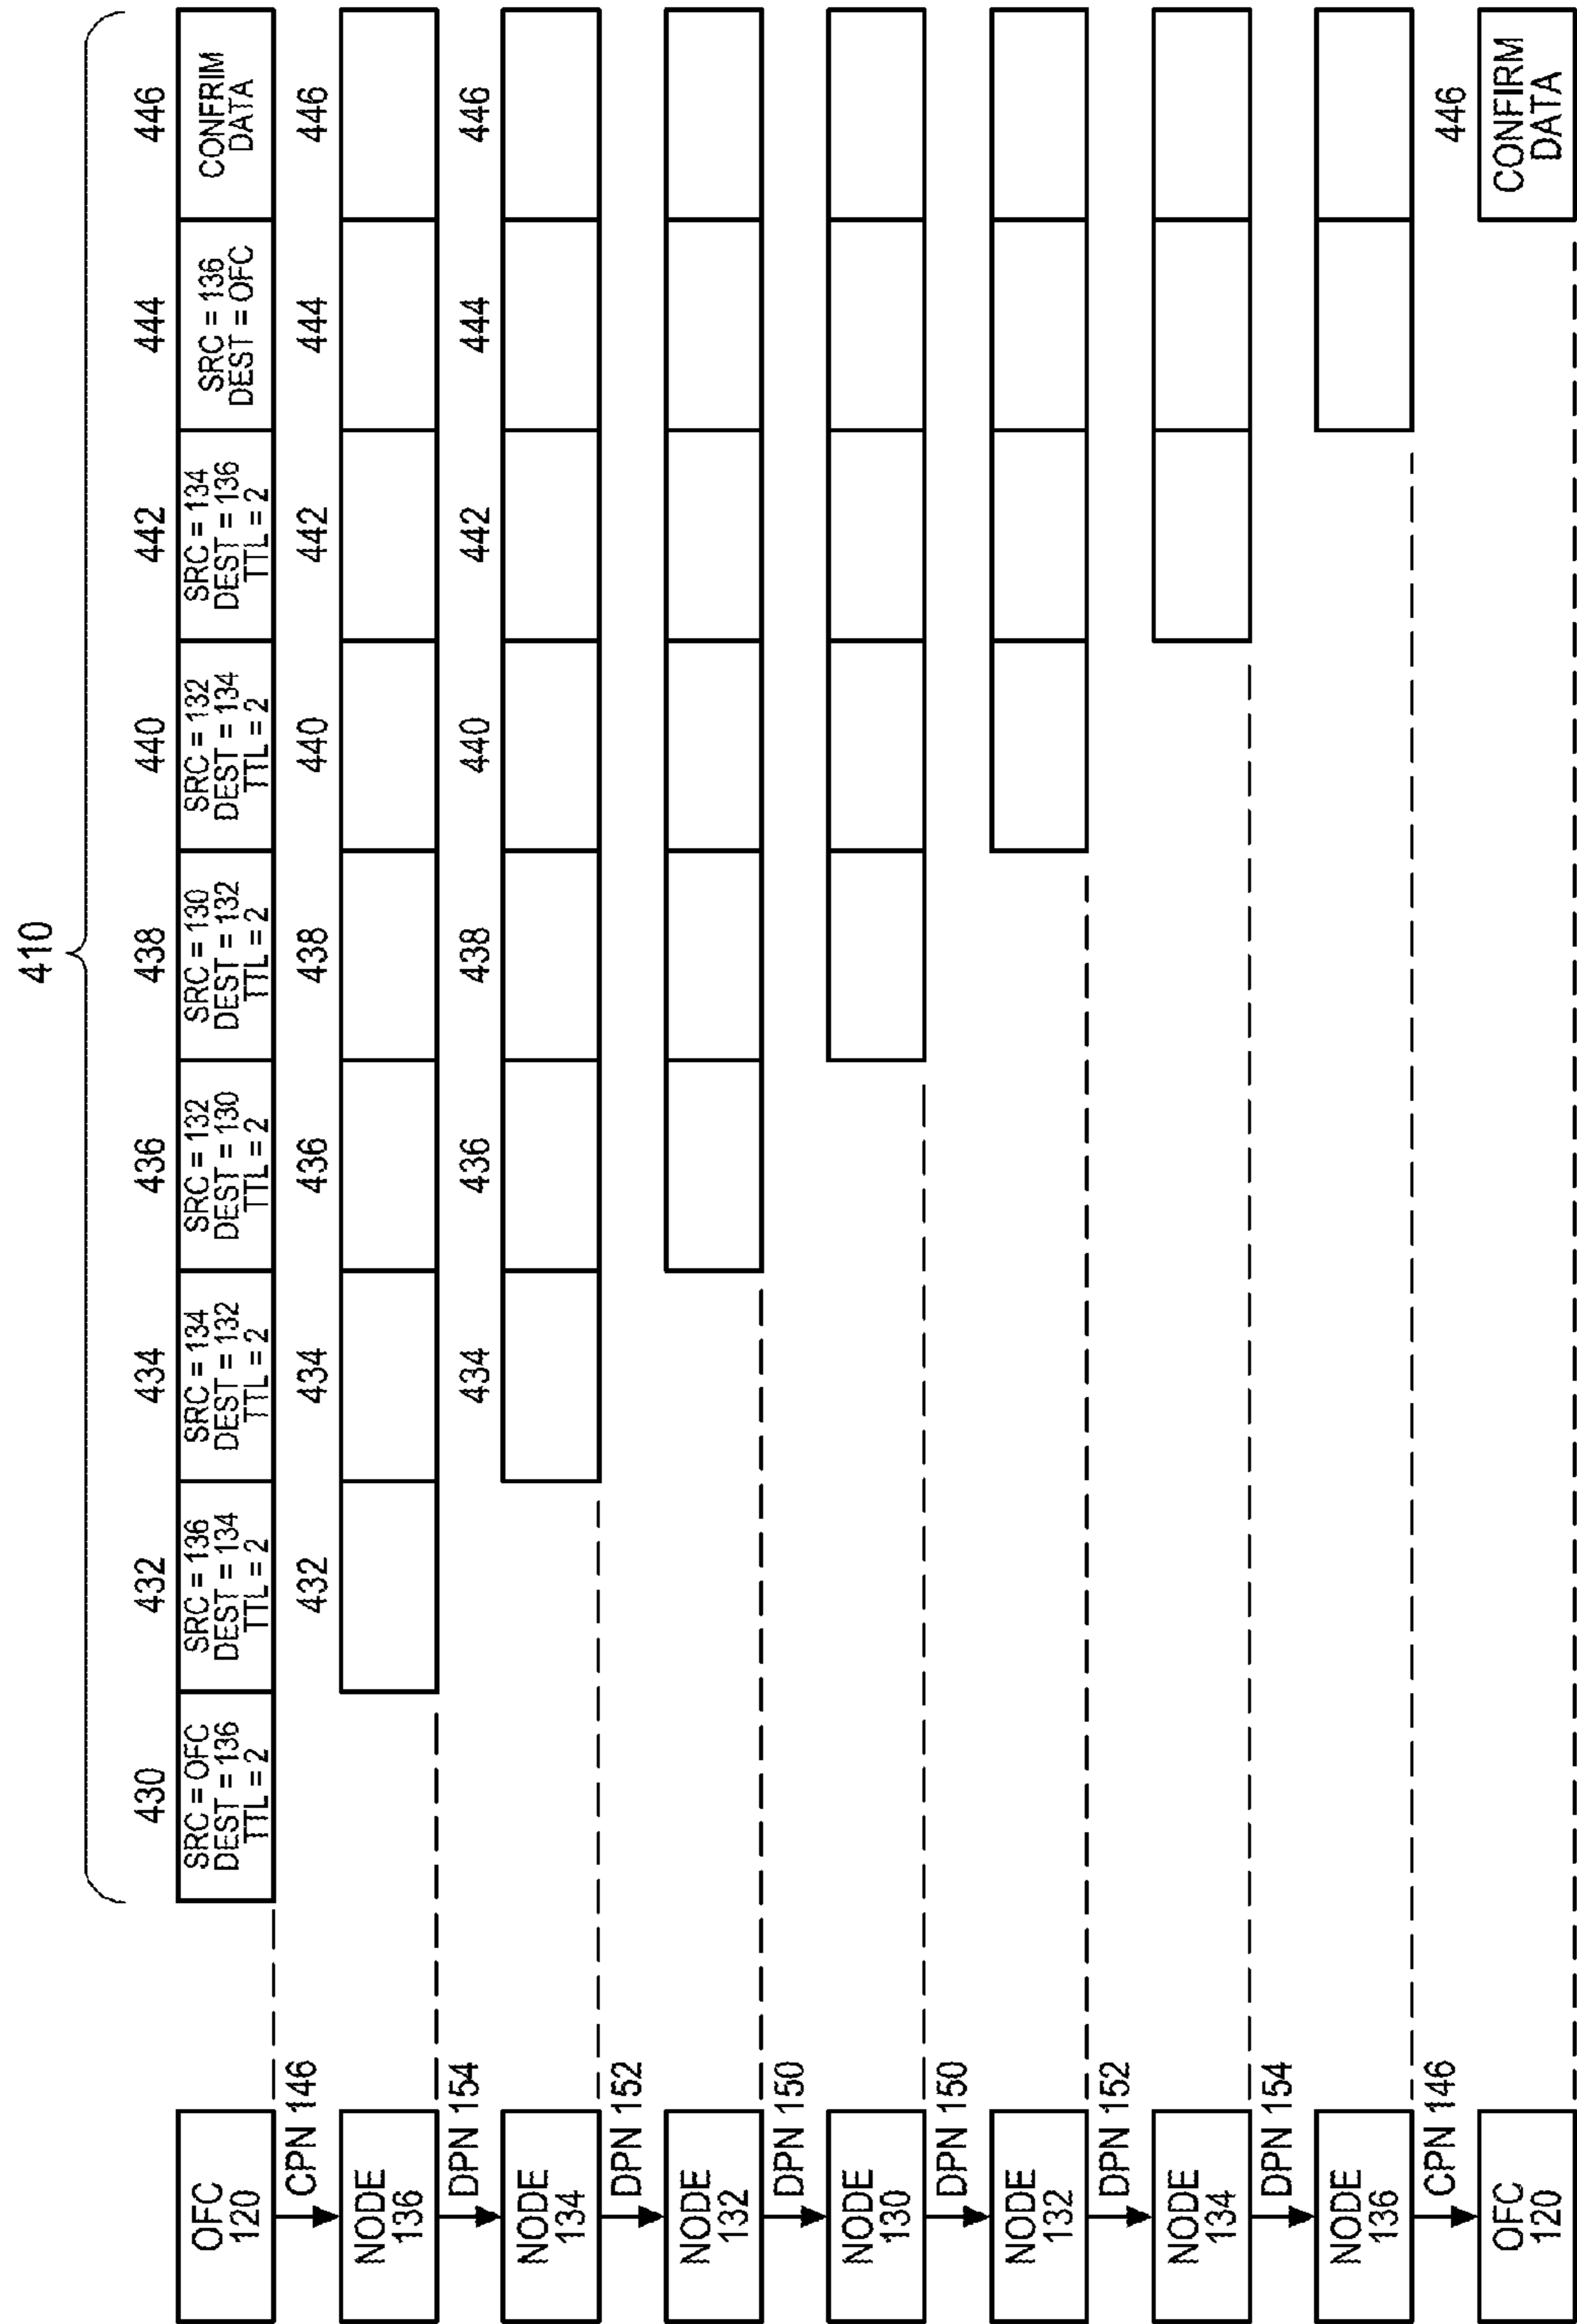 410
430
432
434
436
438
440
442
444
446
OFC
120
SRC = OFC
DEST = 136
TTL = 2
SRC = 136
DEST = 134
TTL = 2
SRC = 134
DEST = 132
TTL = 2
SRC = 132
DEST = 130
TTL = 2
SRC = 130
DEST = 132
TTL = 2
SRC = 132
DEST = 134
TTL = 2
SRC = 134
DEST = 136
TTL = 2
SRC = 136
DEST = OFC
CONFRIM
DATA
CPN 146
432
434
436
438
440
442
444
446
NODE
136
DPN 154
434
436
438
440
442
444
446
NODE
134
DPN 152
NODE
132
DPN 150
NODE
130
DPN 150
NODE
132
DPN 152
NODE
134
DPN 154
NODE
136
CPN 146
446
OFC
120
CONFIRM
DATA